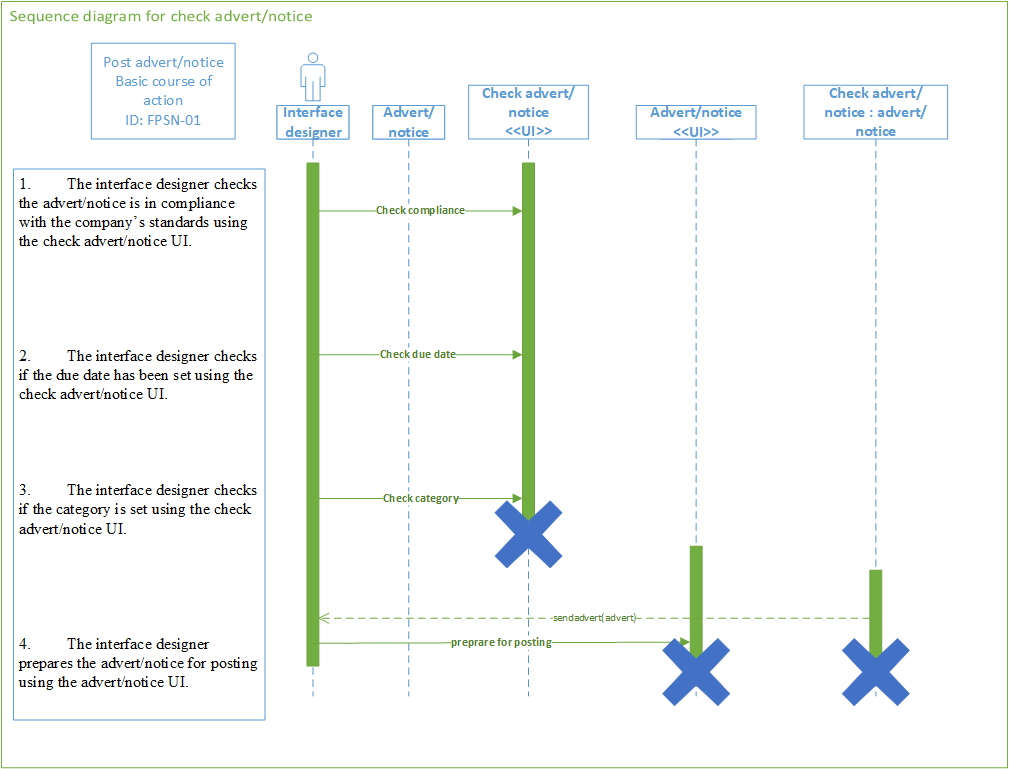 Sequence diagram for check advert/notice
Post advert/notice
Basic course of
action
ID: FPSN-01
Interface
designer
Advert/
notice
Check advert/
notice
<<UI>>
Advert/notice
<<UI>>
Check advert/
notice : advert/
notice
1. The interface designer checks
the advert/notice is in compliance
with the company’s standards using
the check advert/notice UI.
Check compliance
2. The interface designer checks
if the due date has been set using the
check advert/notice UI.
Check due date
3. The interface designer checks
if the category is set using the check
advert/notice UI.
Check category
sendadvert(advert)
preprare for posting
4. The interface designer
prepares the advert/notice for posting
using the advert/notice UI.